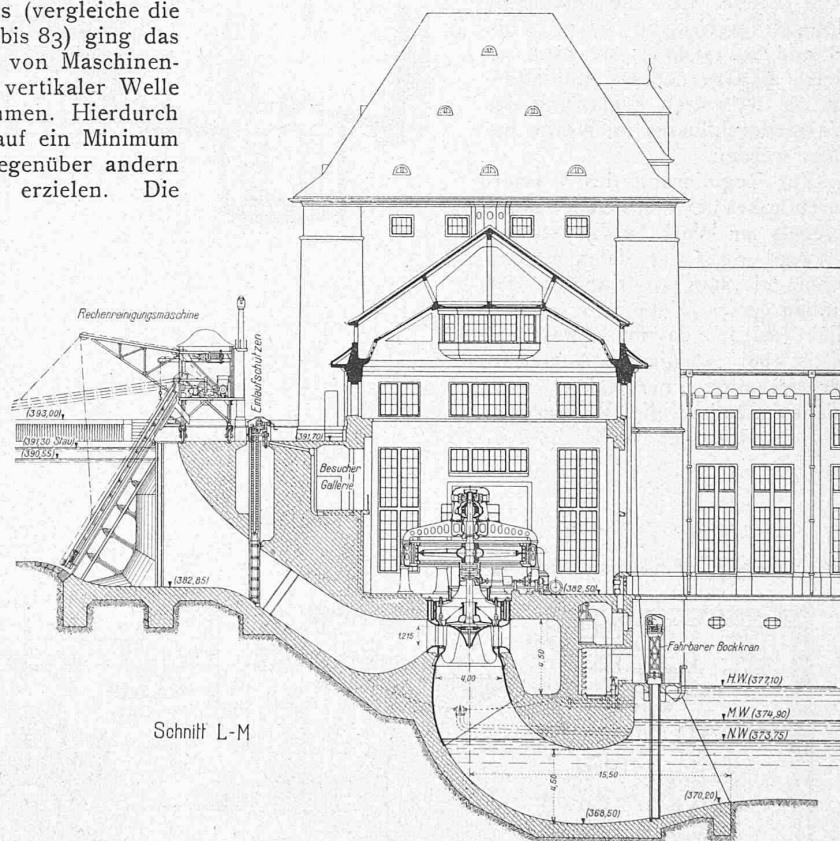 s (vergleiche die
bis 83) ging das
von Maschinen-
vertikaler Welle
mmen. Hierdurch
auf ein Minimum
egenüber andern
erzielen. Die
Rechenreinigungsmaschine
Einlaufschützen
(393,00)
(391,30 Stau)
(390,55)
(391,70)
Besucher
Gallerie
(382,85)
(382,50)
1,215
4,00
4,50
Fahrbarer Bockkran
H.W.(377,10)
M.W.(374,90)
N.W.(373,75)
15,50
4,50
(370,20)
(368,50)
Schnitt L-M